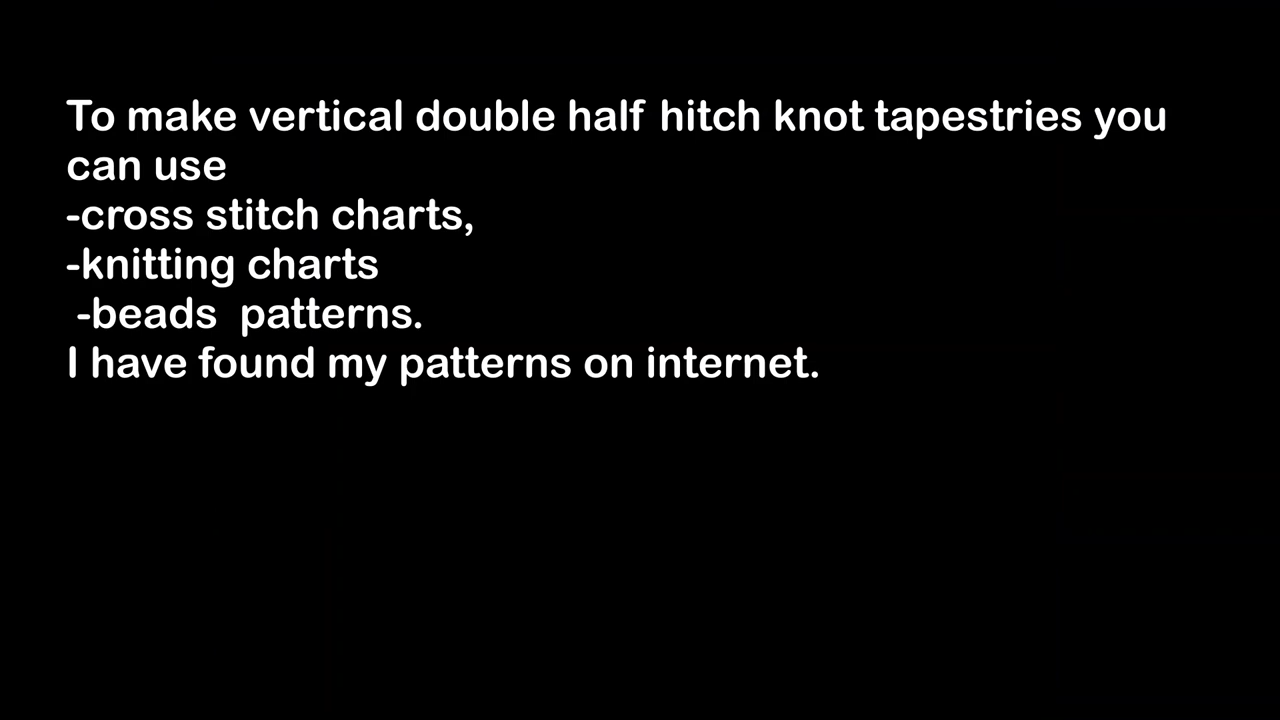 To make vertical double half hitch knot tapestries you
can use
-cross stitch charts,
-knitting charts
-beads  patterns.
I have found my patterns on internet.